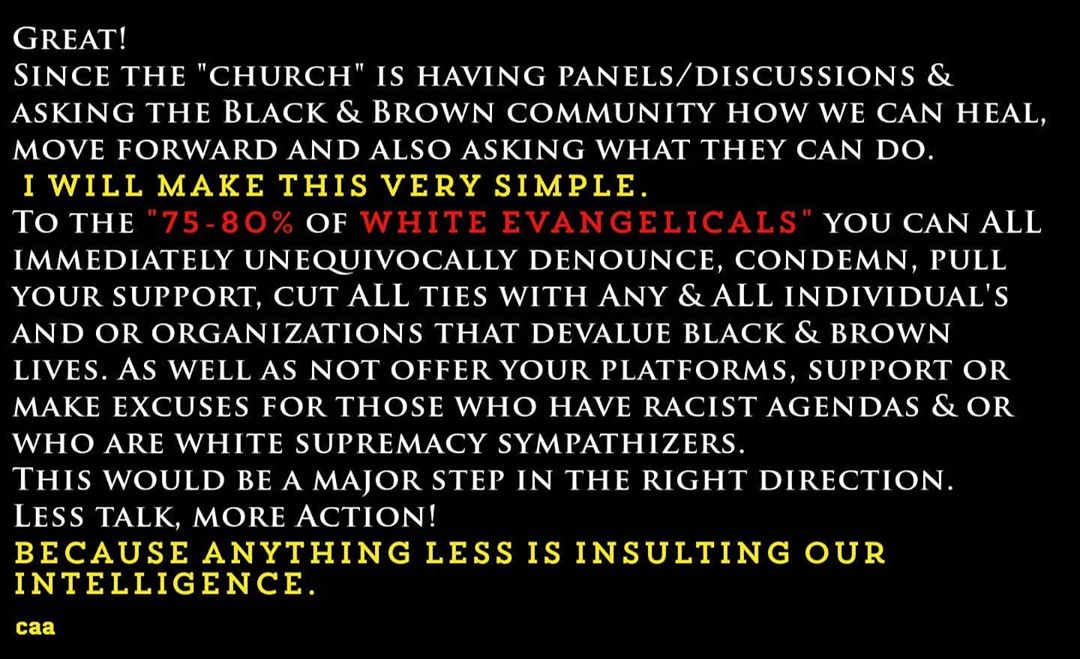 Great!
Since the "church" is having panels/discussions &
asking the Black & Brown community how we can heal,
move forward and also asking what they can do.
I WILL MAKE THIS VERY SIMPLE.
To the "75-80% of WHITE EVANGELICALS" you can ALL
immediately unequivocally denounce, condemn, pull
your support, cut ALL ties with Any & ALL individual's
and or organizations that devalue black & brown
lives. As well as not offer your platforms, support or
make excuses for those who have racist agendas & or
who are white supremacy sympathizers.
This would be a major step in the right direction.
Less talk, more Action!
BECAUSE ANYTHING LESS IS INSULTING OUR
INTELLIGENCE.
caa